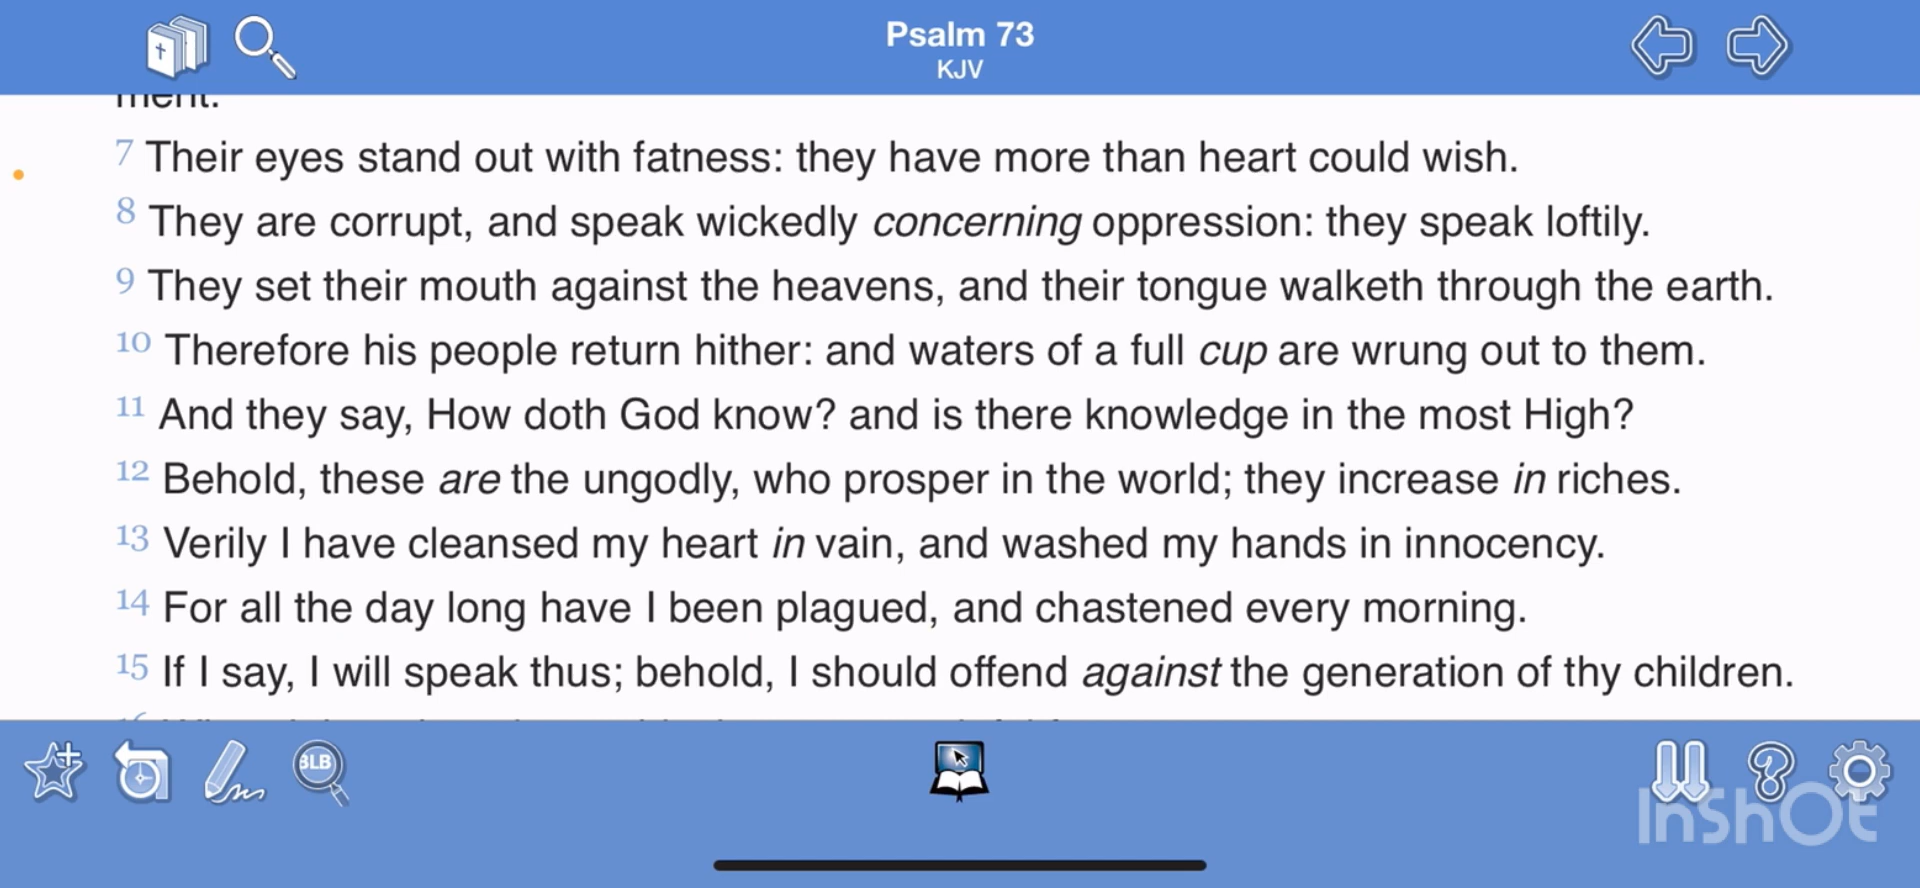 Psalm 73
KJV
ment.
7 Their eyes stand out with fatness: they have more than heart could wish.
8 They are corrupt, and speak wickedly concerning oppression: they speak loftily.
9 They set their mouth against the heavens, and their tongue walketh through the earth.
10 Therefore his people return hither: and waters of a full cup are wrung out to them.
11 And they say, How doth God know? and is there knowledge in the most High?
12 Behold, these are the ungodly, who prosper in the world; they increase in riches.
13 Verily I have cleansed my heart in vain, and washed my hands in innocency.
14 For all the day long have I been plagued, and chastened every morning.
15 If I say, I will speak thus; behold, I should offend against the generation of thy children.
BLB
InShOt